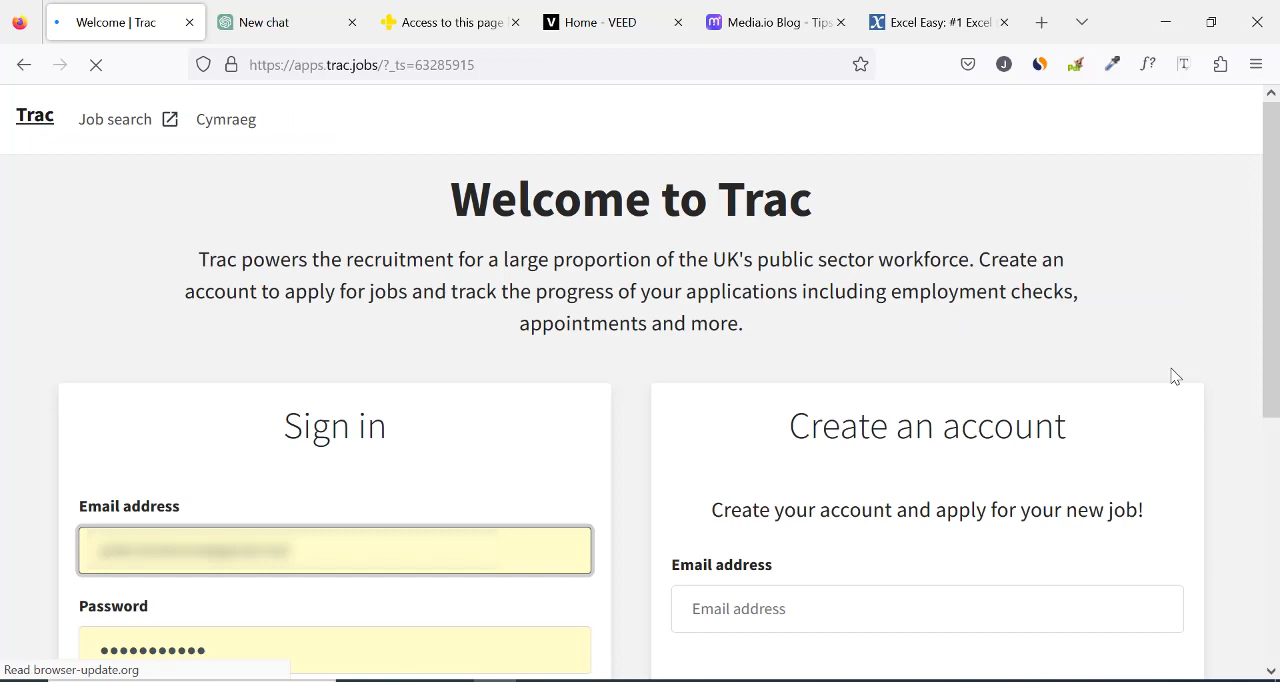 Welcome | Trac
New chat
Access to this page
Home - VEED
Media.io Blog - Tips
Excel Easy: #1 Excel
https://apps.trac.jobs/?_ts=63285915
J
f?
T
Trac
Job search
Cymraeg
Welcome to Trac
Trac powers the recruitment for a large proportion of the UK's public sector workforce. Create an
account to apply for jobs and track the progress of your applications including employment checks,
appointments and more.
Sign in
Create an account
Email address
Create your account and apply for your new job!
Email address
Email address
Password
•••••••••••
Read browser-update.org